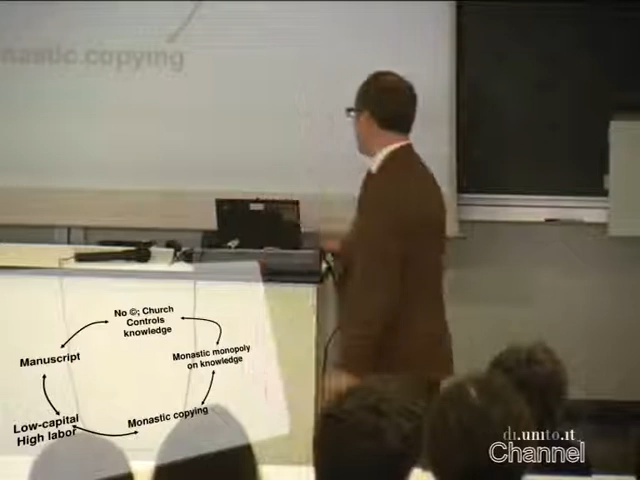 nastic copying
No ©; Church
Controls
knowledge
Manuscript
Monastic monopoly
on knowledge
Low-capital
High labor
Monastic copying
di.unito.it
Channel